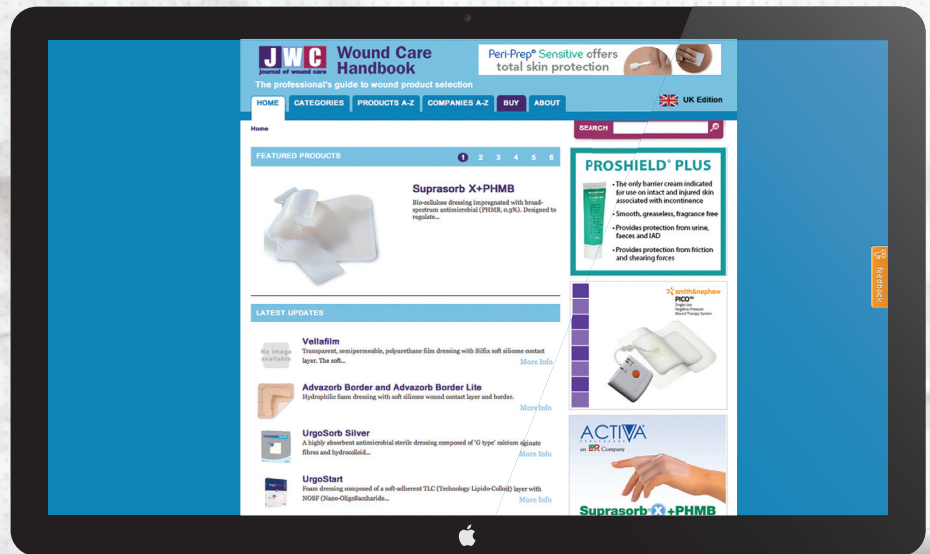 JWC
journal of wound care
Wound Care
Handbook
Peri-Prep® Sensitive offers
total skin protection
The professional's guide to wound product selection
HOME CATEGORIES PRODUCTS A-Z COMPANIES A-Z BUY ABOUT
UK Edition
Home
SEARCH
FEATURED PRODUCTS 1 2 3 4 5 6
Suprasorb X+PHMB
Bio-cellulose dressing impregnated with broad-
spectrum antimicrobial (PHMB, 0.3%). Designed to
regulate...
LATEST UPDATES
No image
available
Vellafilm
Transparent, semipermeable, polyurethane film dressing with Silfix soft silicone contact
layer. The soft...
More Info
Advazorb Border and Advazorb Border Lite
Hydrophilic foam dressing with soft silicone wound contact layer and border.
More Info
UrgoSorb Silver
A highly absorbent antimicrobial sterile dressing composed of 'G type' calcium alginate
fibres and hydrocolloid...
More Info
UrgoStart
Foam dressing composed of a soft-adherent TLC (Technology Lipido-Colloid) layer with
NOSF (Nano-OligoSaccharide...
More Info
PROSHIELD® PLUS
• The only barrier cream indicated
for use on intact and injured skin
associated with incontinence
• Smooth, greaseless, fragrance free
• Provides protection from urine,
faeces and IAD
• Provides protection from friction
and shearing forces
smith&nephew
PICO™
Single Use
Negative Pressure
Wound Therapy System
ACTIVA
HEALTHCARE
an L&R Company
Suprasorb X +PHMB
feedback